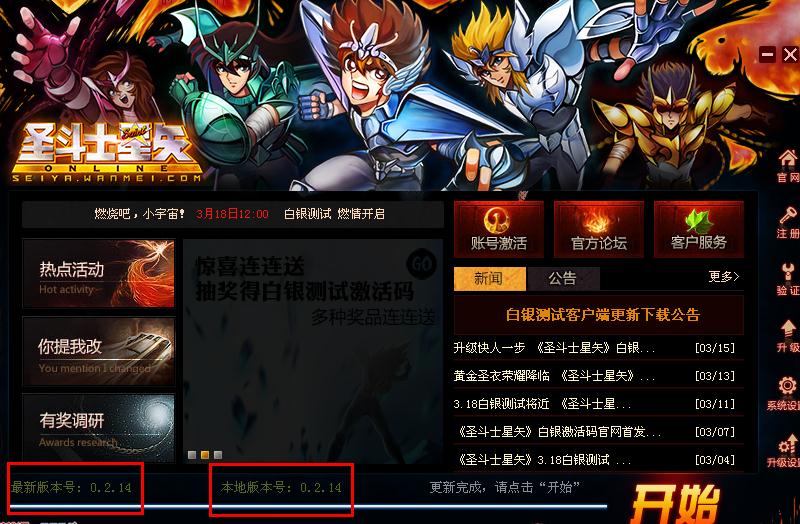 圣斗士星矢
Saint
ONLINE
SEIYA.WANMEI.COM
官网
注册
验证
升级
系统设置
升级设置
燃烧吧，小宇宙！ 3月18日12:00 白银测试 燃情开启
账号激活 官方论坛 客户服务
热点活动
Hot activity
你提我改
You mention I changed
有奖调研
Awards research
惊喜连连送
抽奖得白银测试激活码
多种奖品连连送
GO
新闻 公告 更多>
白银测试客户端更新下载公告
升级快人一步 《圣斗士星矢》白银... [03/15]
黄金圣衣荣耀降临 《圣斗士星矢》... [03/13]
3.18白银测试将近 《圣斗士星... [03/11]
《圣斗士星矢》白银激活码官网首发... [03/07]
《圣斗士星矢》3.18白银测试 ... [03/04]
最新版本号: 0.2.14 本地版本号: 0.2.14 更新完成，请点击“开始”
开始